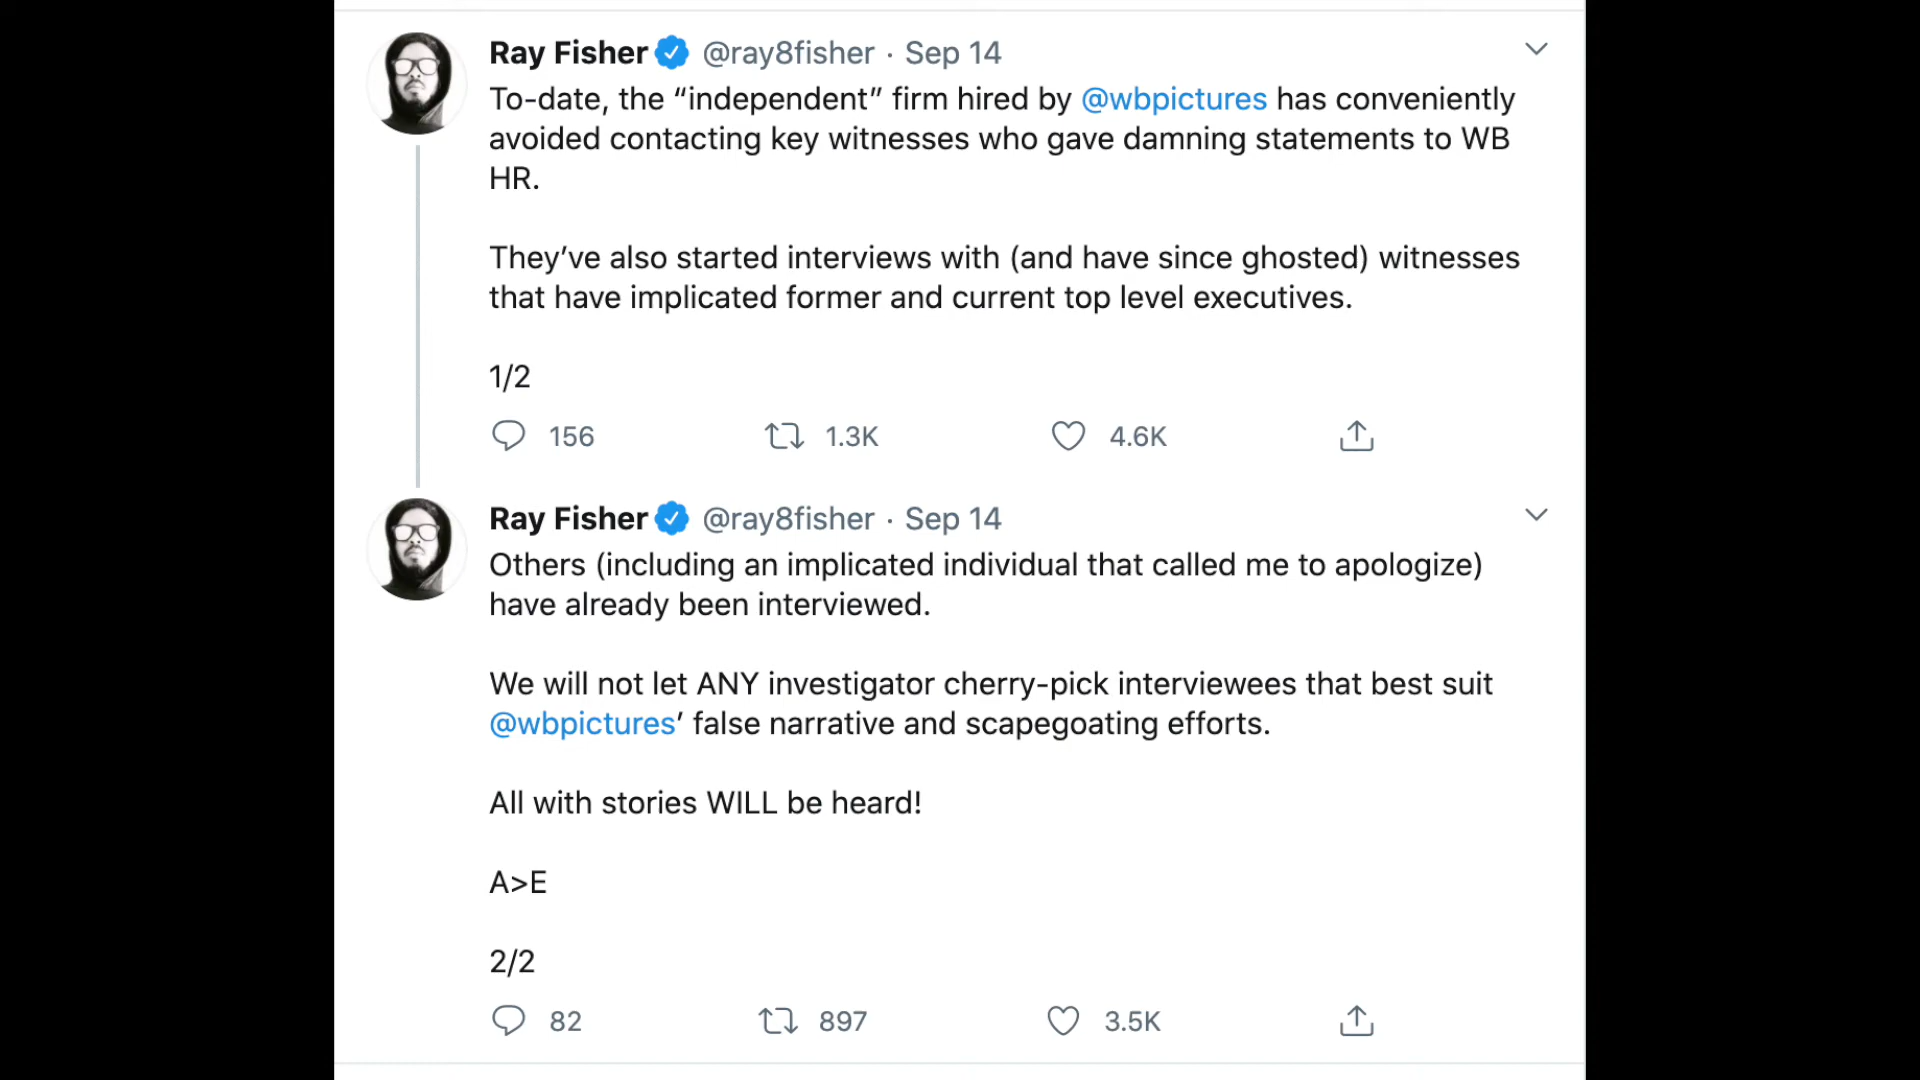 Ray Fisher @ray8fisher · Sep 14
To-date, the “independent” firm hired by @wbpictures has conveniently
avoided contacting key witnesses who gave damning statements to WB
HR.
They’ve also started interviews with (and have since ghosted) witnesses
that have implicated former and current top level executives.
1/2
156 1.3K 4.6K
Ray Fisher @ray8fisher · Sep 14
Others (including an implicated individual that called me to apologize)
have already been interviewed.
We will not let ANY investigator cherry-pick interviewees that best suit
@wbpictures’ false narrative and scapegoating efforts.
All with stories WILL be heard!
A>E
2/2
82 897 3.5K